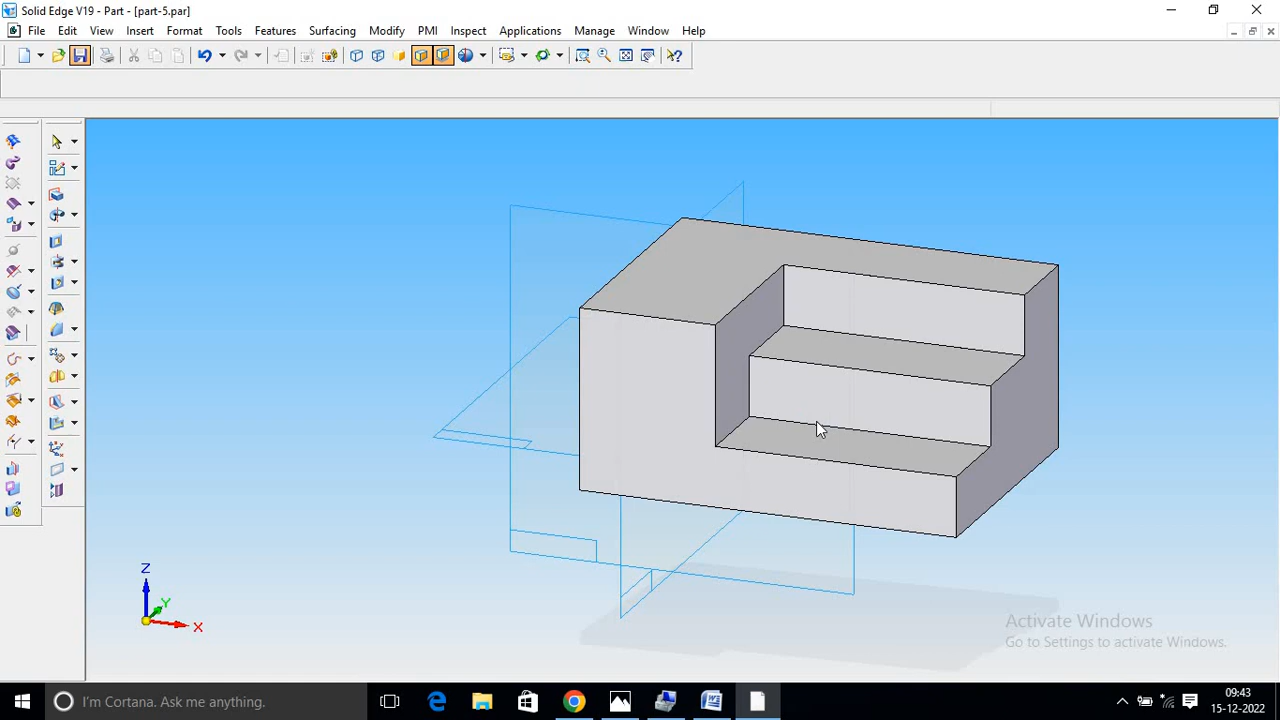 Solid Edge V19 - Part - [part-5.par]
File Edit View Insert Format Tools Features Surfacing Modify PMI Inspect Applications Manage Window Help
Z
Y
X
Activate Windows
Go to Settings to activate Windows.
I'm Cortana. Ask me anything.
09:43
15-12-2022